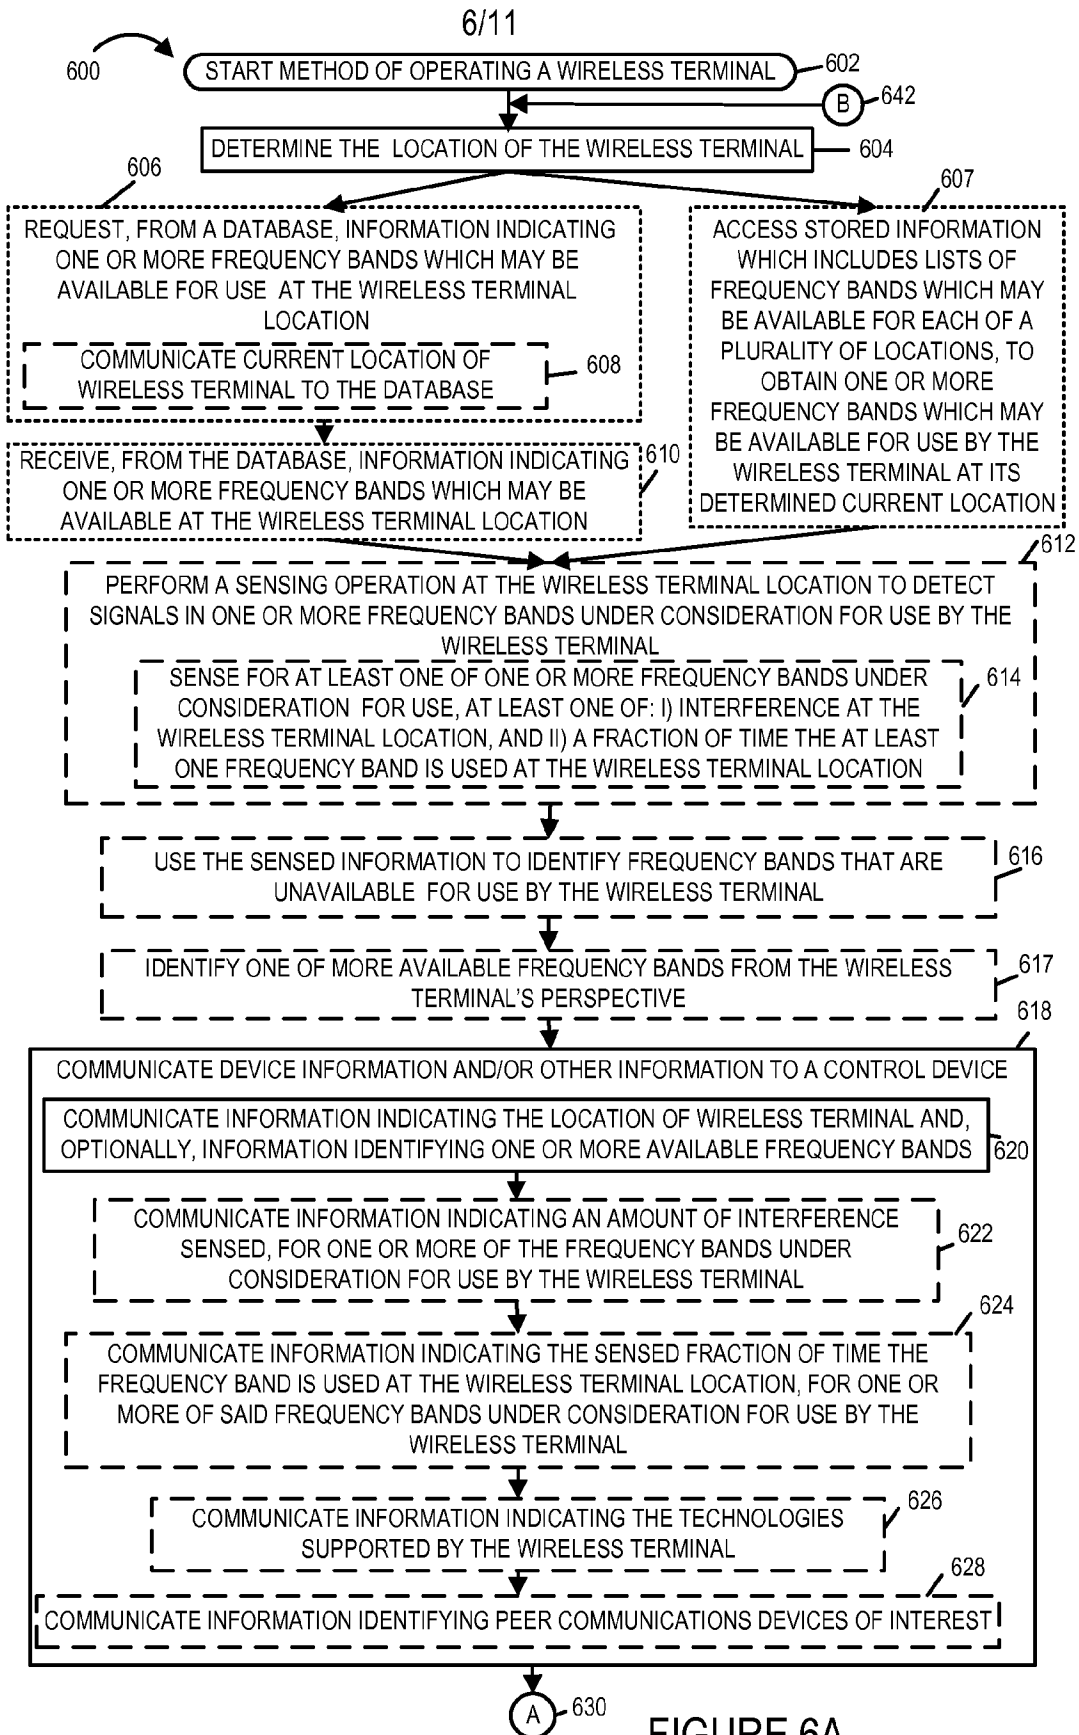 6/11
600
START METHOD OF OPERATING A WIRELESS TERMINAL
602
B
642
DETERMINE THE LOCATION OF THE WIRELESS TERMINAL
604
606
REQUEST, FROM A DATABASE, INFORMATION INDICATING
ONE OR MORE FREQUENCY BANDS WHICH MAY BE
AVAILABLE FOR USE AT THE WIRELESS TERMINAL
LOCATION
COMMUNICATE CURRENT LOCATION OF
WIRELESS TERMINAL TO THE DATABASE
608
RECEIVE, FROM THE DATABASE, INFORMATION INDICATING
ONE OR MORE FREQUENCY BANDS WHICH MAY BE
AVAILABLE AT THE WIRELESS TERMINAL LOCATION
610
607
ACCESS STORED INFORMATION
WHICH INCLUDES LISTS OF
FREQUENCY BANDS WHICH MAY
BE AVAILABLE FOR EACH OF A
PLURALITY OF LOCATIONS, TO
OBTAIN ONE OR MORE
FREQUENCY BANDS WHICH MAY
BE AVAILABLE FOR USE BY THE
WIRELESS TERMINAL AT ITS
DETERMINED CURRENT LOCATION
612
PERFORM A SENSING OPERATION AT THE WIRELESS TERMINAL LOCATION TO DETECT
SIGNALS IN ONE OR MORE FREQUENCY BANDS UNDER CONSIDERATION FOR USE BY THE
WIRELESS TERMINAL
SENSE FOR AT LEAST ONE OF ONE OR MORE FREQUENCY BANDS UNDER
CONSIDERATION FOR USE, AT LEAST ONE OF: I) INTERFERENCE AT THE
WIRELESS TERMINAL LOCATION, AND II) A FRACTION OF TIME THE AT LEAST
ONE FREQUENCY BAND IS USED AT THE WIRELESS TERMINAL LOCATION
614
USE THE SENSED INFORMATION TO IDENTIFY FREQUENCY BANDS THAT ARE
UNAVAILABLE FOR USE BY THE WIRELESS TERMINAL
616
IDENTIFY ONE OF MORE AVAILABLE FREQUENCY BANDS FROM THE WIRELESS
TERMINAL'S PERSPECTIVE
617
618
COMMUNICATE DEVICE INFORMATION AND/OR OTHER INFORMATION TO A CONTROL DEVICE
COMMUNICATE INFORMATION INDICATING THE LOCATION OF WIRELESS TERMINAL AND,
OPTIONALLY, INFORMATION IDENTIFYING ONE OR MORE AVAILABLE FREQUENCY BANDS
620
COMMUNICATE INFORMATION INDICATING AN AMOUNT OF INTERFERENCE
SENSED, FOR ONE OR MORE OF THE FREQUENCY BANDS UNDER
CONSIDERATION FOR USE BY THE WIRELESS TERMINAL
622
624
COMMUNICATE INFORMATION INDICATING THE SENSED FRACTION OF TIME THE
FREQUENCY BAND IS USED AT THE WIRELESS TERMINAL LOCATION, FOR ONE OR
MORE OF SAID FREQUENCY BANDS UNDER CONSIDERATION FOR USE BY THE
WIRELESS TERMINAL
626
COMMUNICATE INFORMATION INDICATING THE TECHNOLOGIES
SUPPORTED BY THE WIRELESS TERMINAL
628
COMMUNICATE INFORMATION IDENTIFYING PEER COMMUNICATIONS DEVICES OF INTEREST
A
630
FIGURE 6A